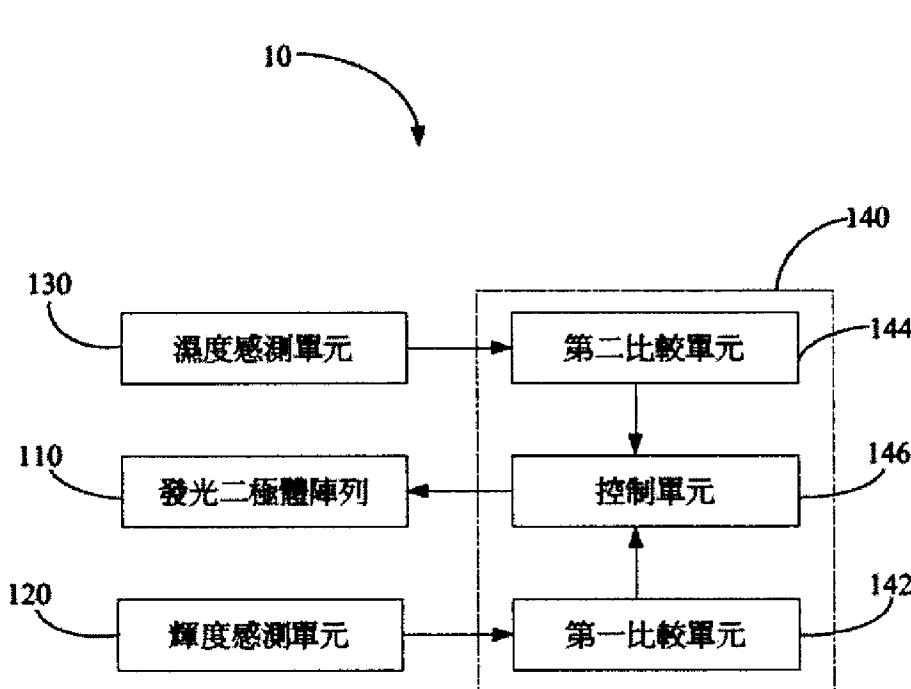 10
140
130
濕度感測單元
第二比較單元
144
110
發光二極體陣列
控制單元
146
120
輝度感測單元
第一比較單元
142